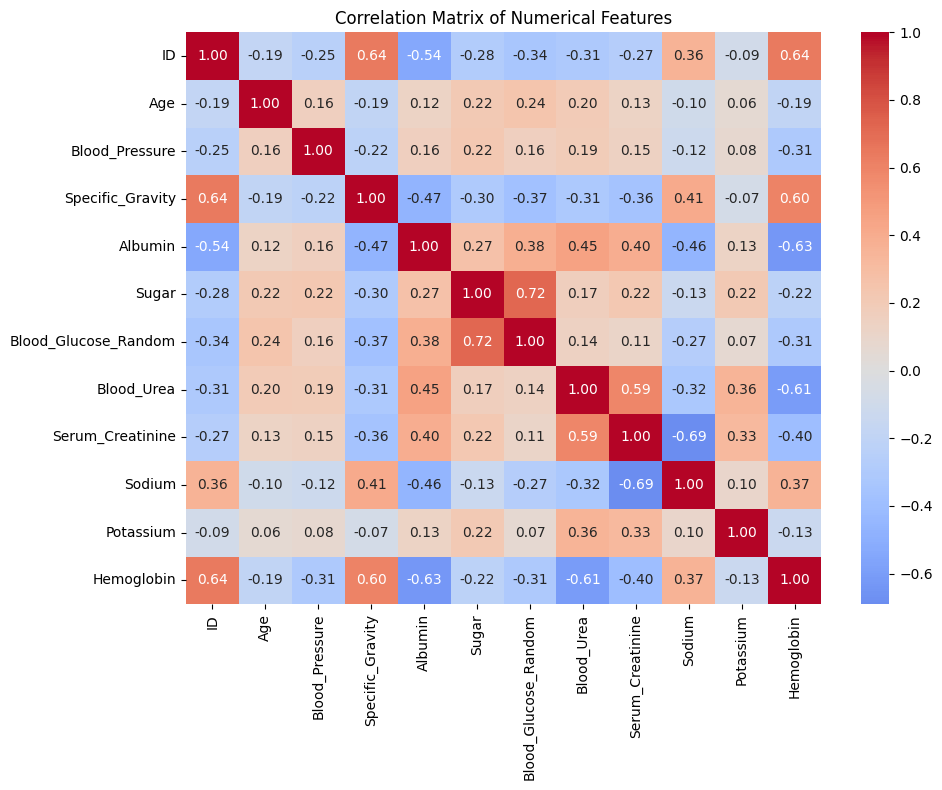 Correlation Matrix of Numerical Features
ID 1.00 -0.19 -0.25 0.64 -0.54 -0.28 -0.34 -0.31 -0.27 0.36 -0.09 0.64
Age -0.19 1.00 0.16 -0.19 0.12 0.22 0.24 0.20 0.13 -0.10 0.06 -0.19
Blood_Pressure -0.25 0.16 1.00 -0.22 0.16 0.22 0.16 0.19 0.15 -0.12 0.08 -0.31
Specific_Gravity 0.64 -0.19 -0.22 1.00 -0.47 -0.30 -0.37 -0.31 -0.36 0.41 -0.07 0.60
Albumin -0.54 0.12 0.16 -0.47 1.00 0.27 0.38 0.45 0.40 -0.46 0.13 -0.63
Sugar -0.28 0.22 0.22 -0.30 0.27 1.00 0.72 0.17 0.22 -0.13 0.22 -0.22
Blood_Glucose_Random -0.34 0.24 0.16 -0.37 0.38 0.72 1.00 0.14 0.11 -0.27 0.07 -0.31
Blood_Urea -0.31 0.20 0.19 -0.31 0.45 0.17 0.14 1.00 0.59 -0.32 0.36 -0.61
Serum_Creatinine -0.27 0.13 0.15 -0.36 0.40 0.22 0.11 0.59 1.00 -0.69 0.33 -0.40
Sodium 0.36 -0.10 -0.12 0.41 -0.46 -0.13 -0.27 -0.32 -0.69 1.00 0.10 0.37
Potassium -0.09 0.06 0.08 -0.07 0.13 0.22 0.07 0.36 0.33 0.10 1.00 -0.13
Hemoglobin 0.64 -0.19 -0.31 0.60 -0.63 -0.22 -0.31 -0.61 -0.40 0.37 -0.13 1.00
ID
Age
Blood_Pressure
Specific_Gravity
Albumin
Sugar
Blood_Glucose_Random
Blood_Urea
Serum_Creatinine
Sodium
Potassium
Hemoglobin
1.0
0.8
0.6
0.4
0.2
0.0
−0.2
−0.4
−0.6